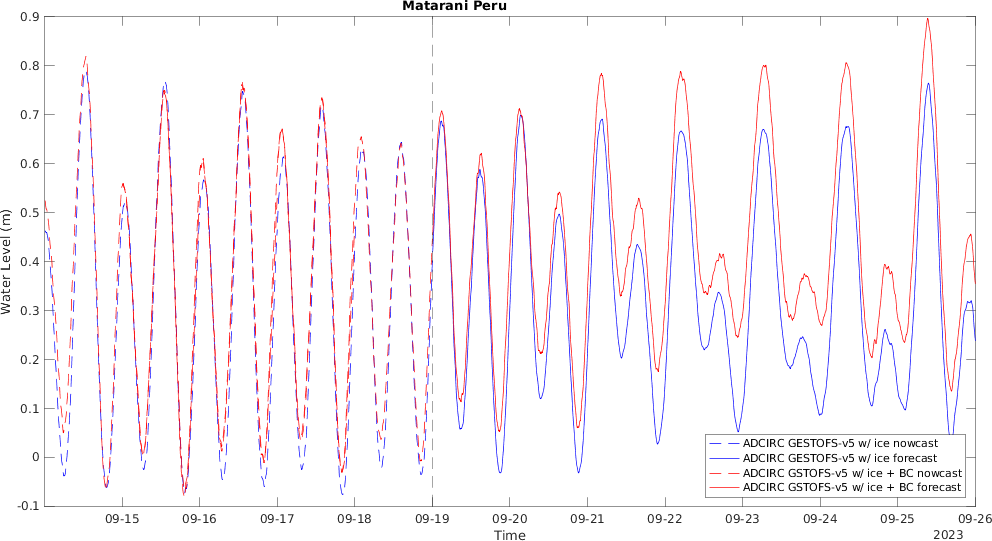 Matarani Peru
0.9
0.8
0.7
0.6
0.5
0.4
0.3
0.2
0.1
0
-0.1
Water Level (m)
ADCIRC GESTOFS-v5 w/ ice nowcast
ADCIRC GESTOFS-v5 w/ ice forecast
ADCIRC GSTOFS-v5 w/ ice + BC nowcast
ADCIRC GSTOFS-v5 w/ ice + BC forecast
09-15 09-16 09-17 09-18 09-19 09-20 09-21 09-22 09-23 09-24 09-25 09-26
Time
2023